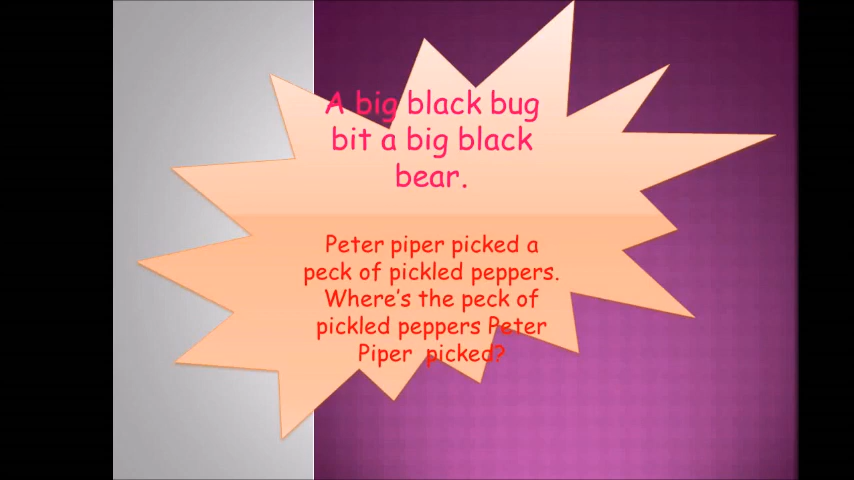 A big black bug
bit a big black
bear.
Peter piper picked a
peck of pickled peppers.
Where's the peck of
pickled peppers Peter
Piper  picked?